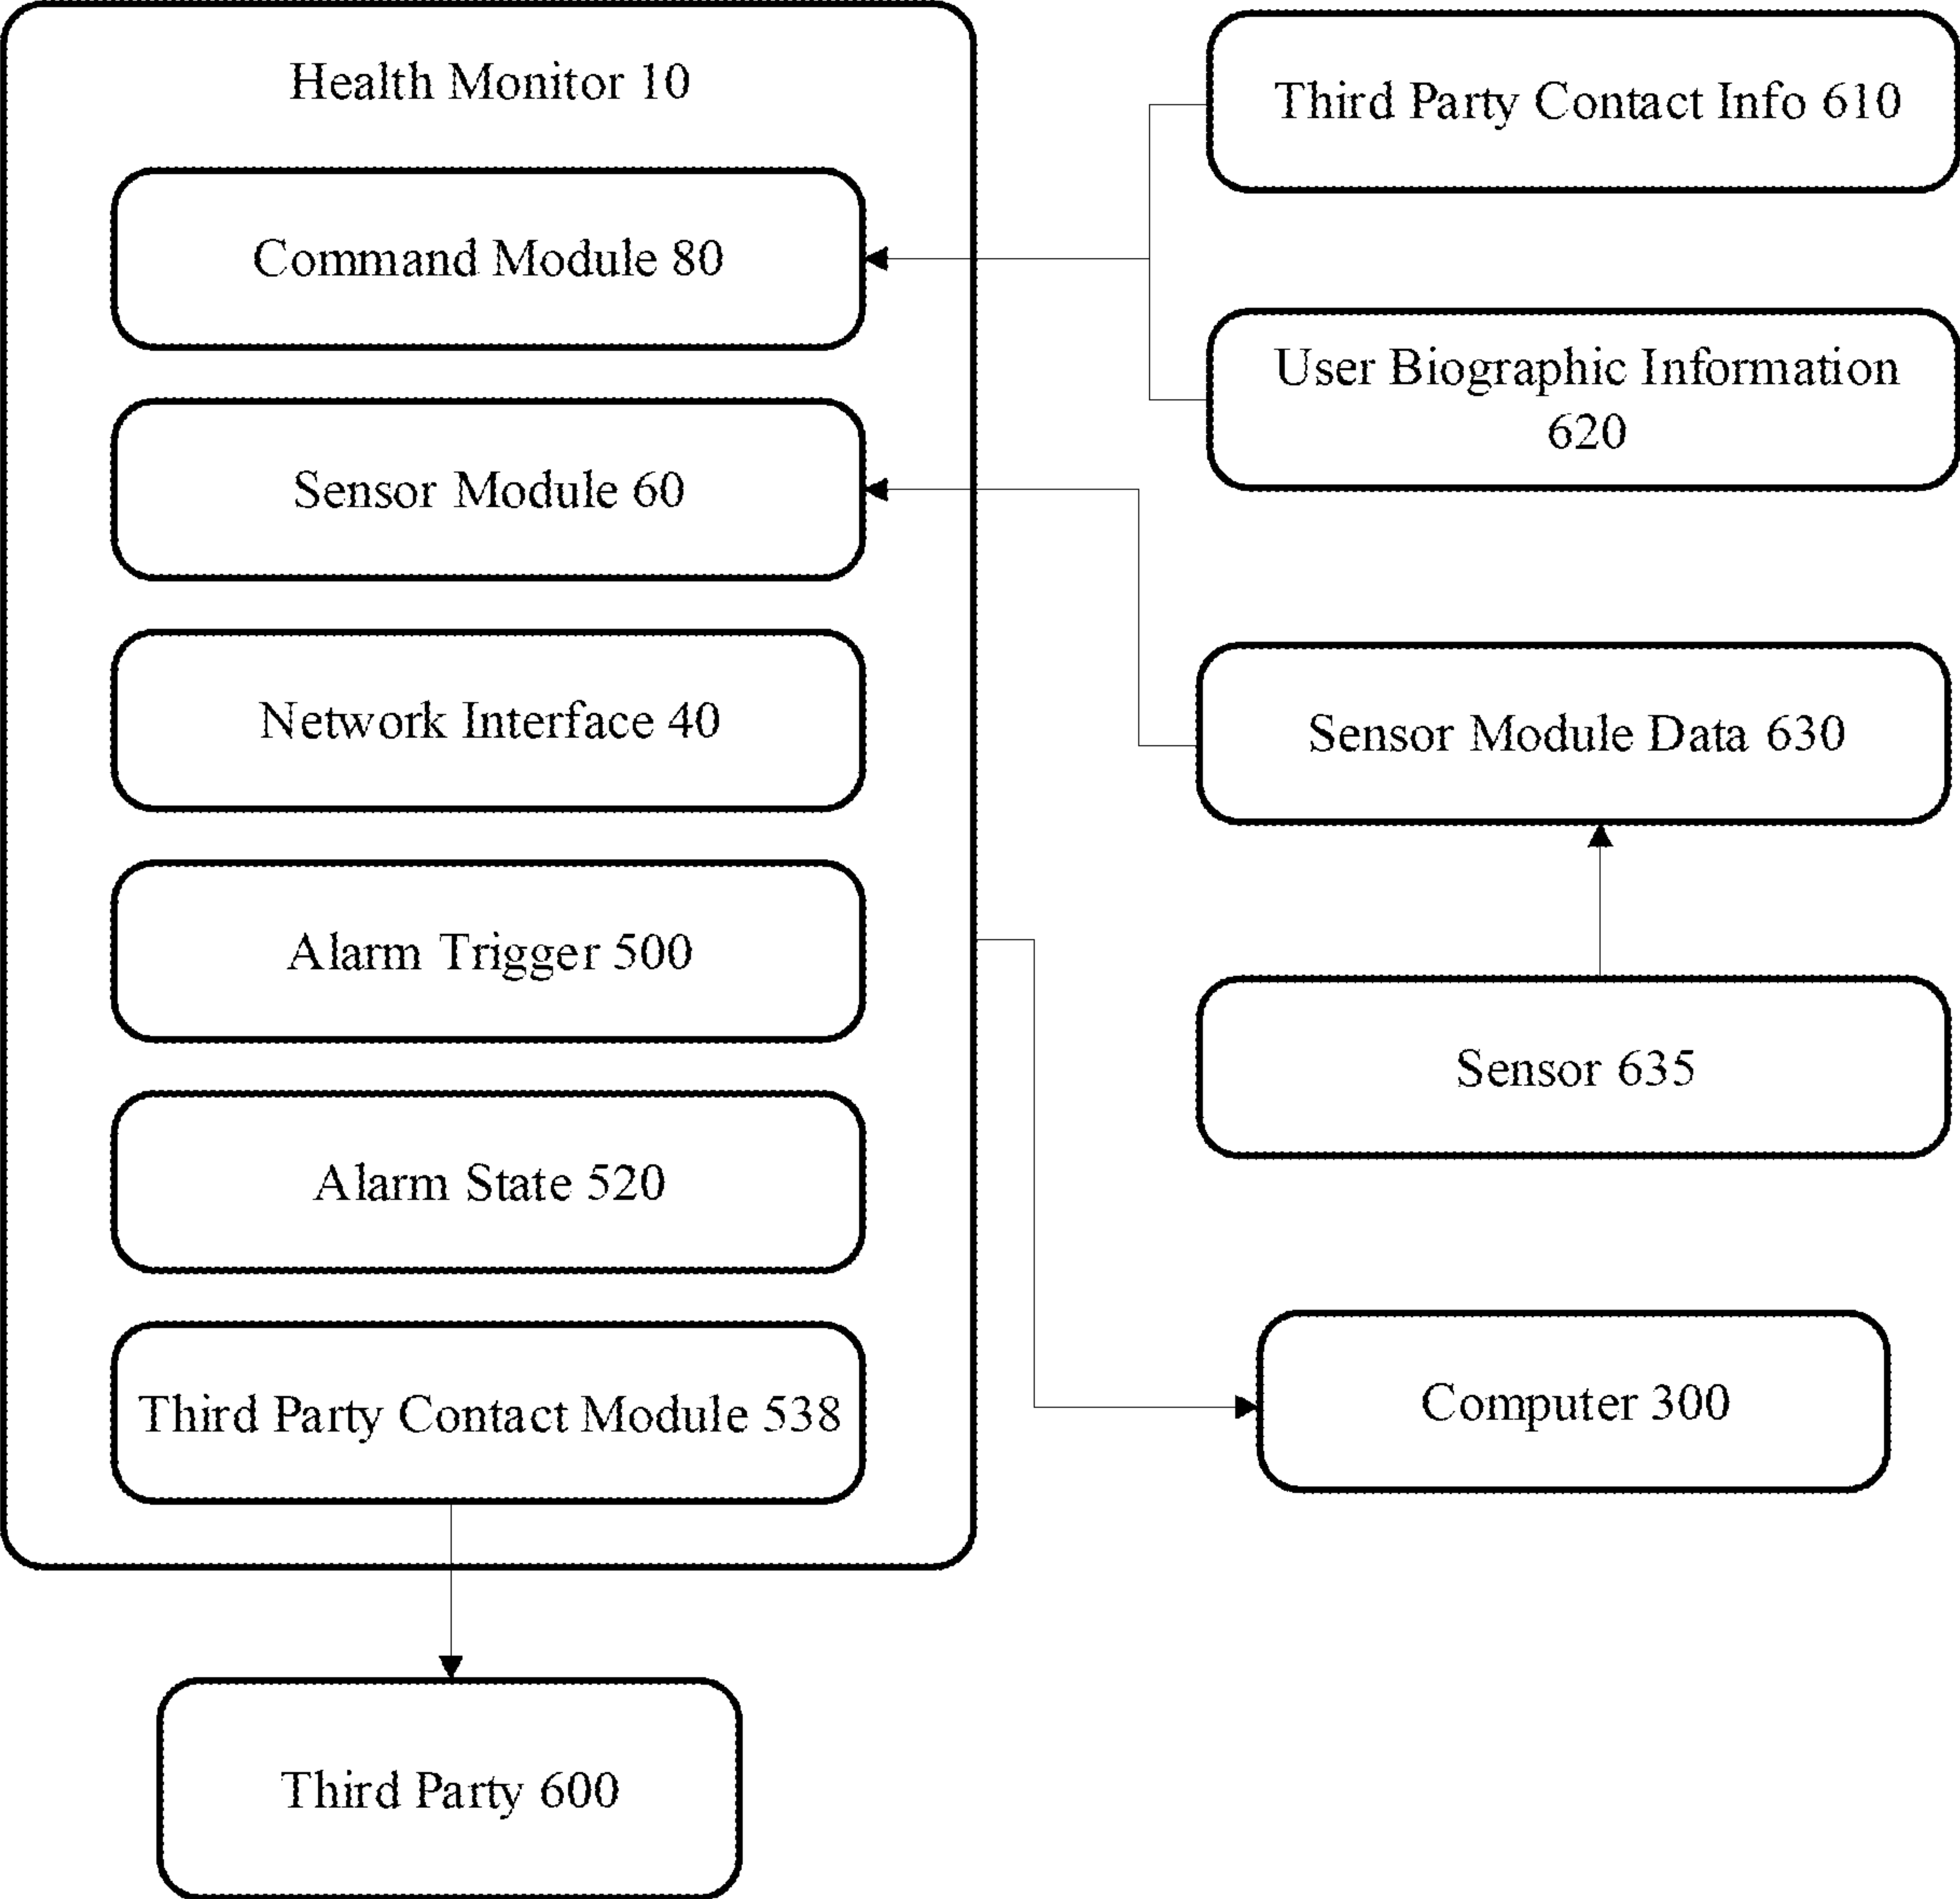 Health Monitor 10
Command Module 80
Sensor Module 60
Network Interface 40
Alarm Trigger 500
Alarm State 520
Third Party Contact Module 538
Third Party 600
Third Party Contact Info 610
User Biographic Information
620
Sensor Module Data 630
Sensor 635
Computer 300